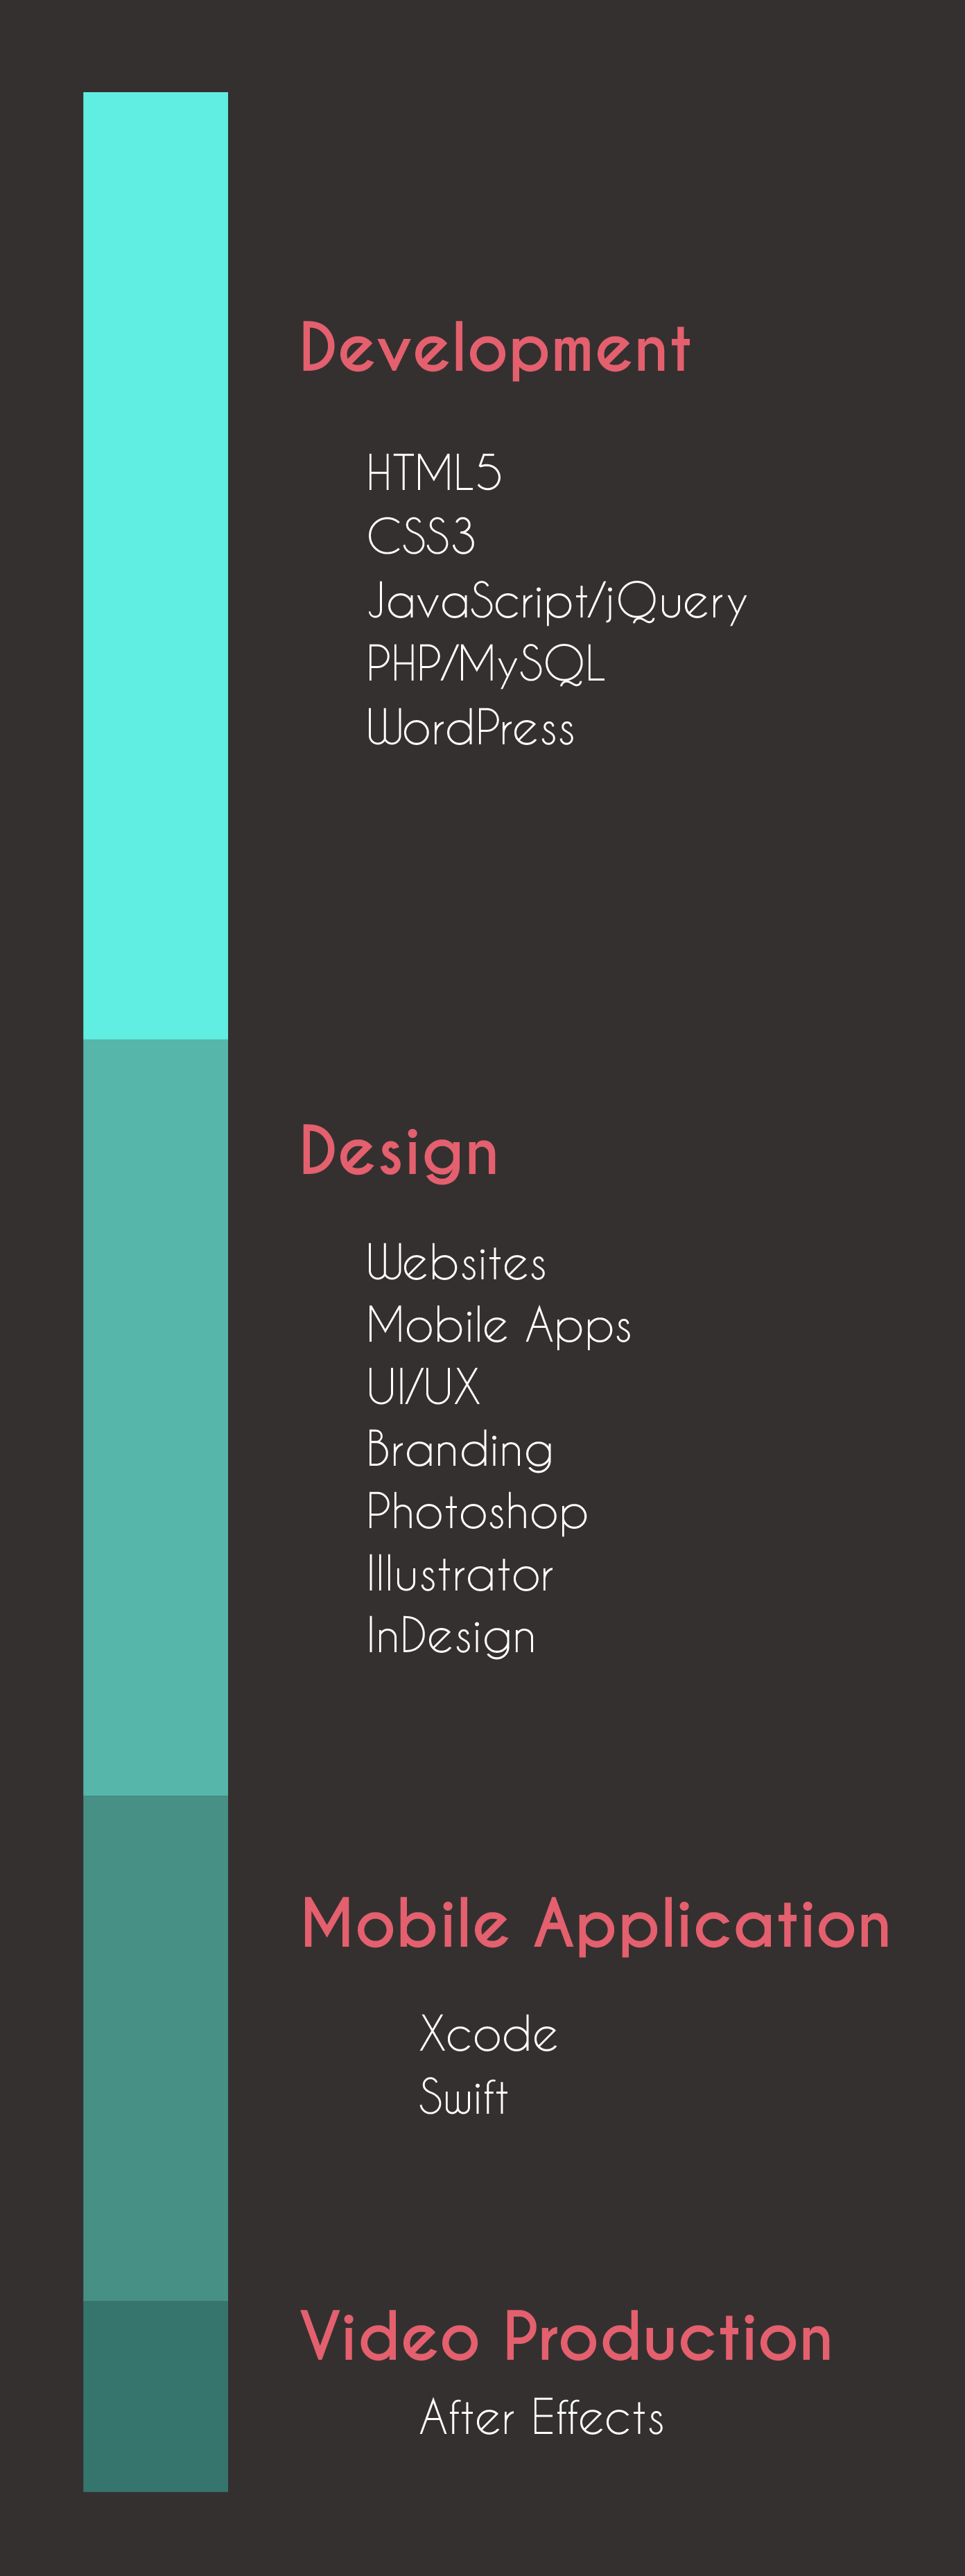 Development
HTML5
CSS3
JavaScript/jQuery
PHP/MySQL
WordPress
Design
Websites
Mobile Apps
UI/UX
Branding
Photoshop
Illustrator
InDesign
Mobile Application
Xcode
Swift
Video Production
After Effects